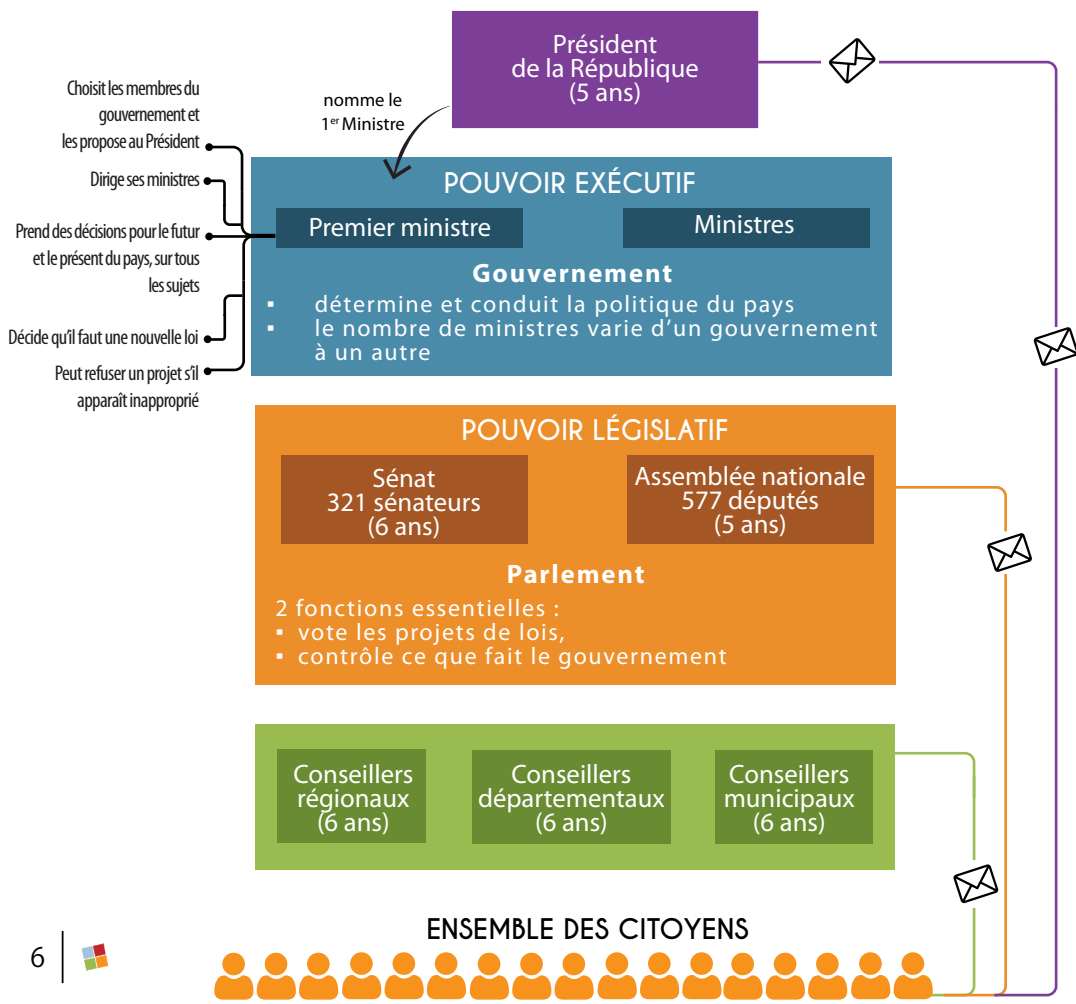 Président
de la République
(5 ans)
nomme le
1er Ministre
Choisit les membres du
gouvernement et
les propose au Président
Dirige ses ministres
Prend des décisions pour le futur
et le présent du pays, sur tous
les sujets
Décide qu'il faut une nouvelle loi
Peut refuser un projet s'il
apparaît inapproprié
POUVOIR EXÉCUTIF
Premier ministre
Ministres
Gouvernement
▪ détermine et conduit la politique du pays
▪ le nombre de ministres varie d'un gouvernement
à un autre
POUVOIR LÉGISLATIF
Sénat
321 sénateurs
(6 ans)
Assemblée nationale
577 députés
(5 ans)
Parlement
2 fonctions essentielles :
▪ vote les projets de lois,
▪ contrôle ce que fait le gouvernement
Conseillers
régionaux
(6 ans)
Conseillers
départementaux
(6 ans)
Conseillers
municipaux
(6 ans)
ENSEMBLE DES CITOYENS
6